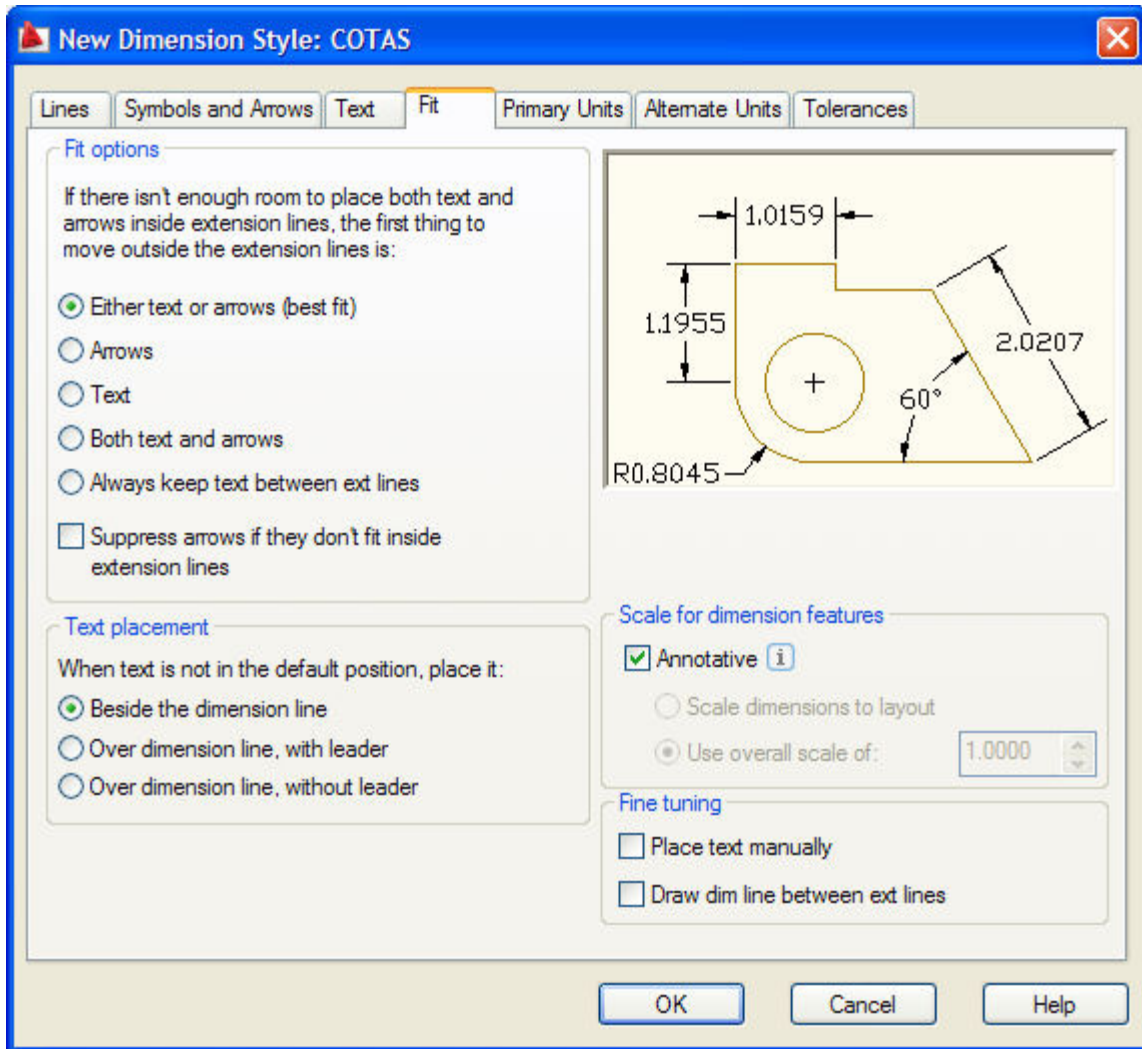 New Dimension Style: COTAS
Lines
Symbols and Arrows
Text
Fit
Primary Units
Alternate Units
Tolerances
Fit options
If there isn't enough room to place both text and
arrows inside extension lines, the first thing to
move outside the extension lines is:
Either text or arrows (best fit)
Arrows
Text
Both text and arrows
Always keep text between ext lines
Suppress arrows if they don't fit inside
extension lines
1.0159
1.1955
2.0207
60°
R0.8045
Text placement
When text is not in the default position, place it:
Beside the dimension line
Over dimension line, with leader
Over dimension line, without leader
Scale for dimension features
Annotative i
Scale dimensions to layout
Use overall scale of: 1.0000
Fine tuning
Place text manually
Draw dim line between ext lines
OK
Cancel
Help